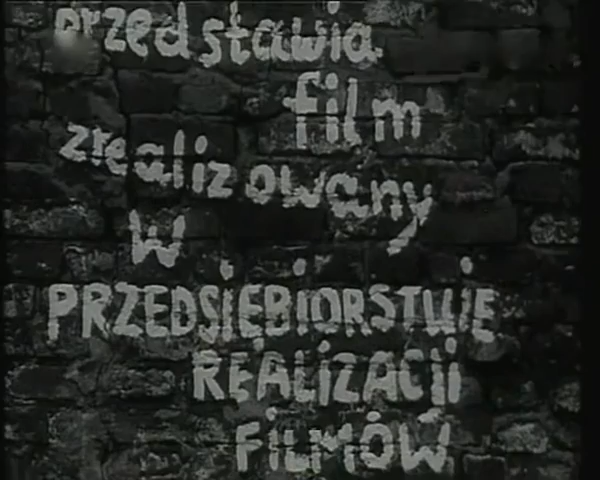 przedstawia
film
zrealizowany
w
PRZEDSiĘBiORSTWiE
REALiZACJi
FiLMÓW